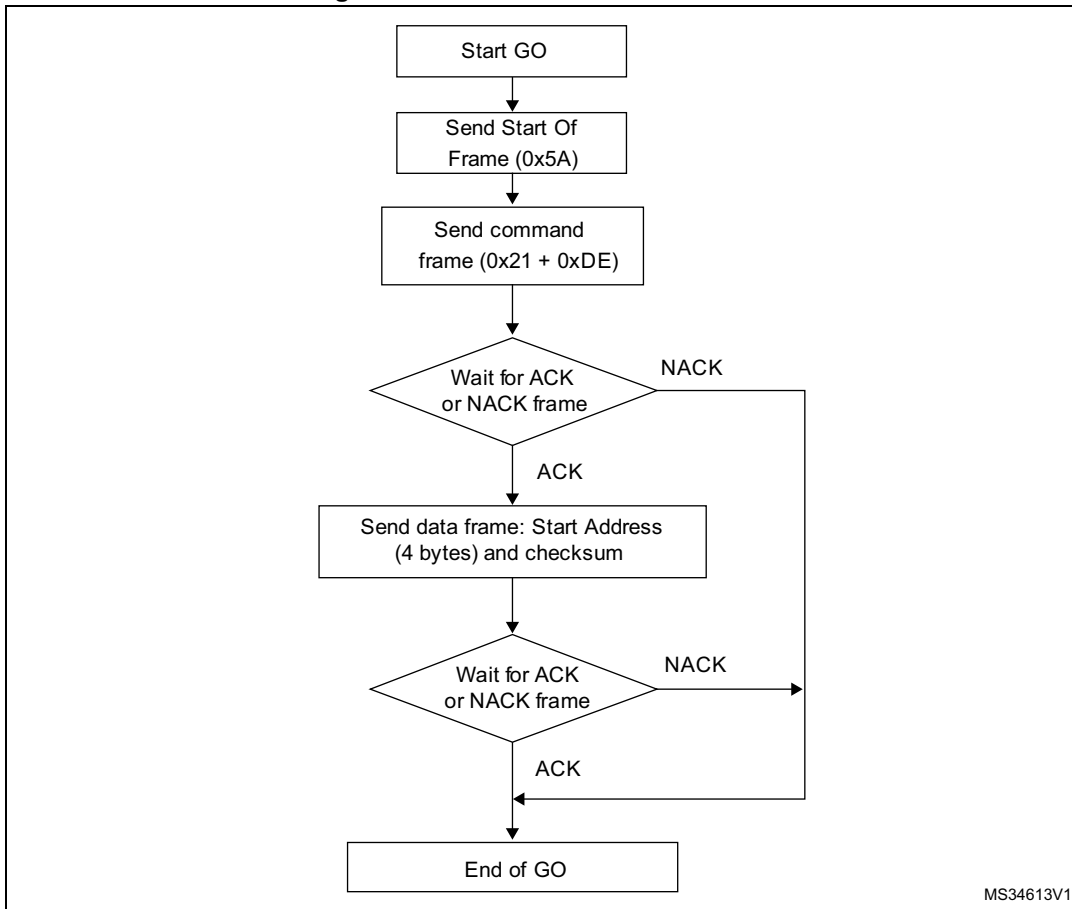 Start GO
Send Start Of
Frame (0x5A)
Send command
frame (0x21 + 0xDE)
Wait for ACK
or NACK frame
NACK
ACK
Send data frame: Start Address
(4 bytes) and checksum
Wait for ACK
or NACK frame
NACK
ACK
End of GO
MS34613V1